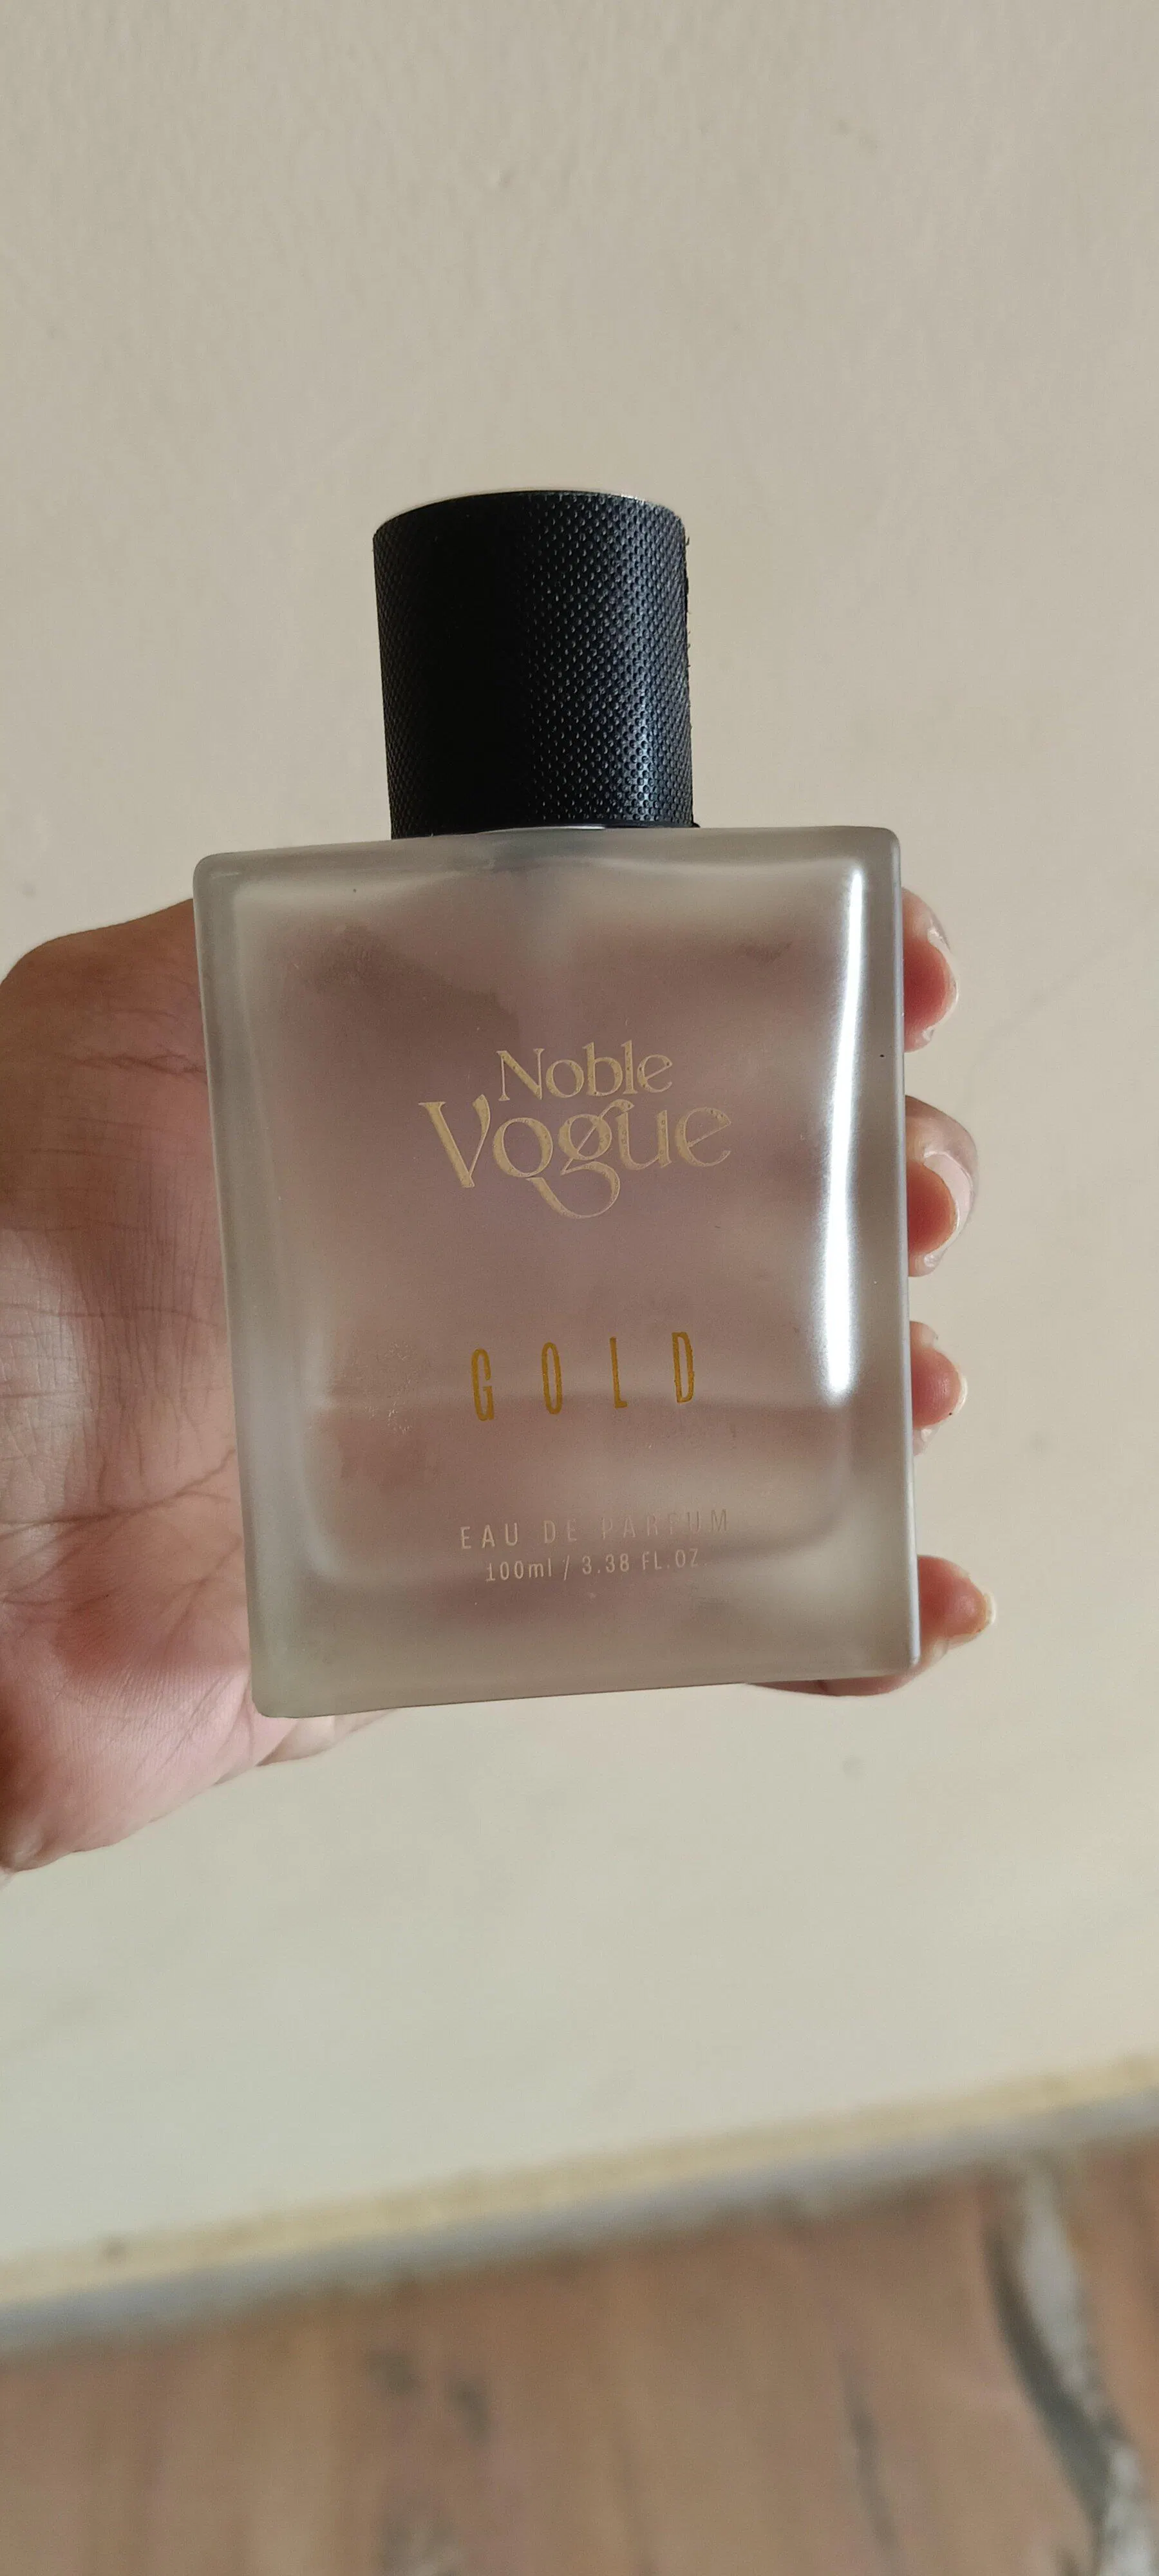 Noble
Vogue
GOLD
EAU DE PARFUM
100ml / 3.38 FL.OZ.